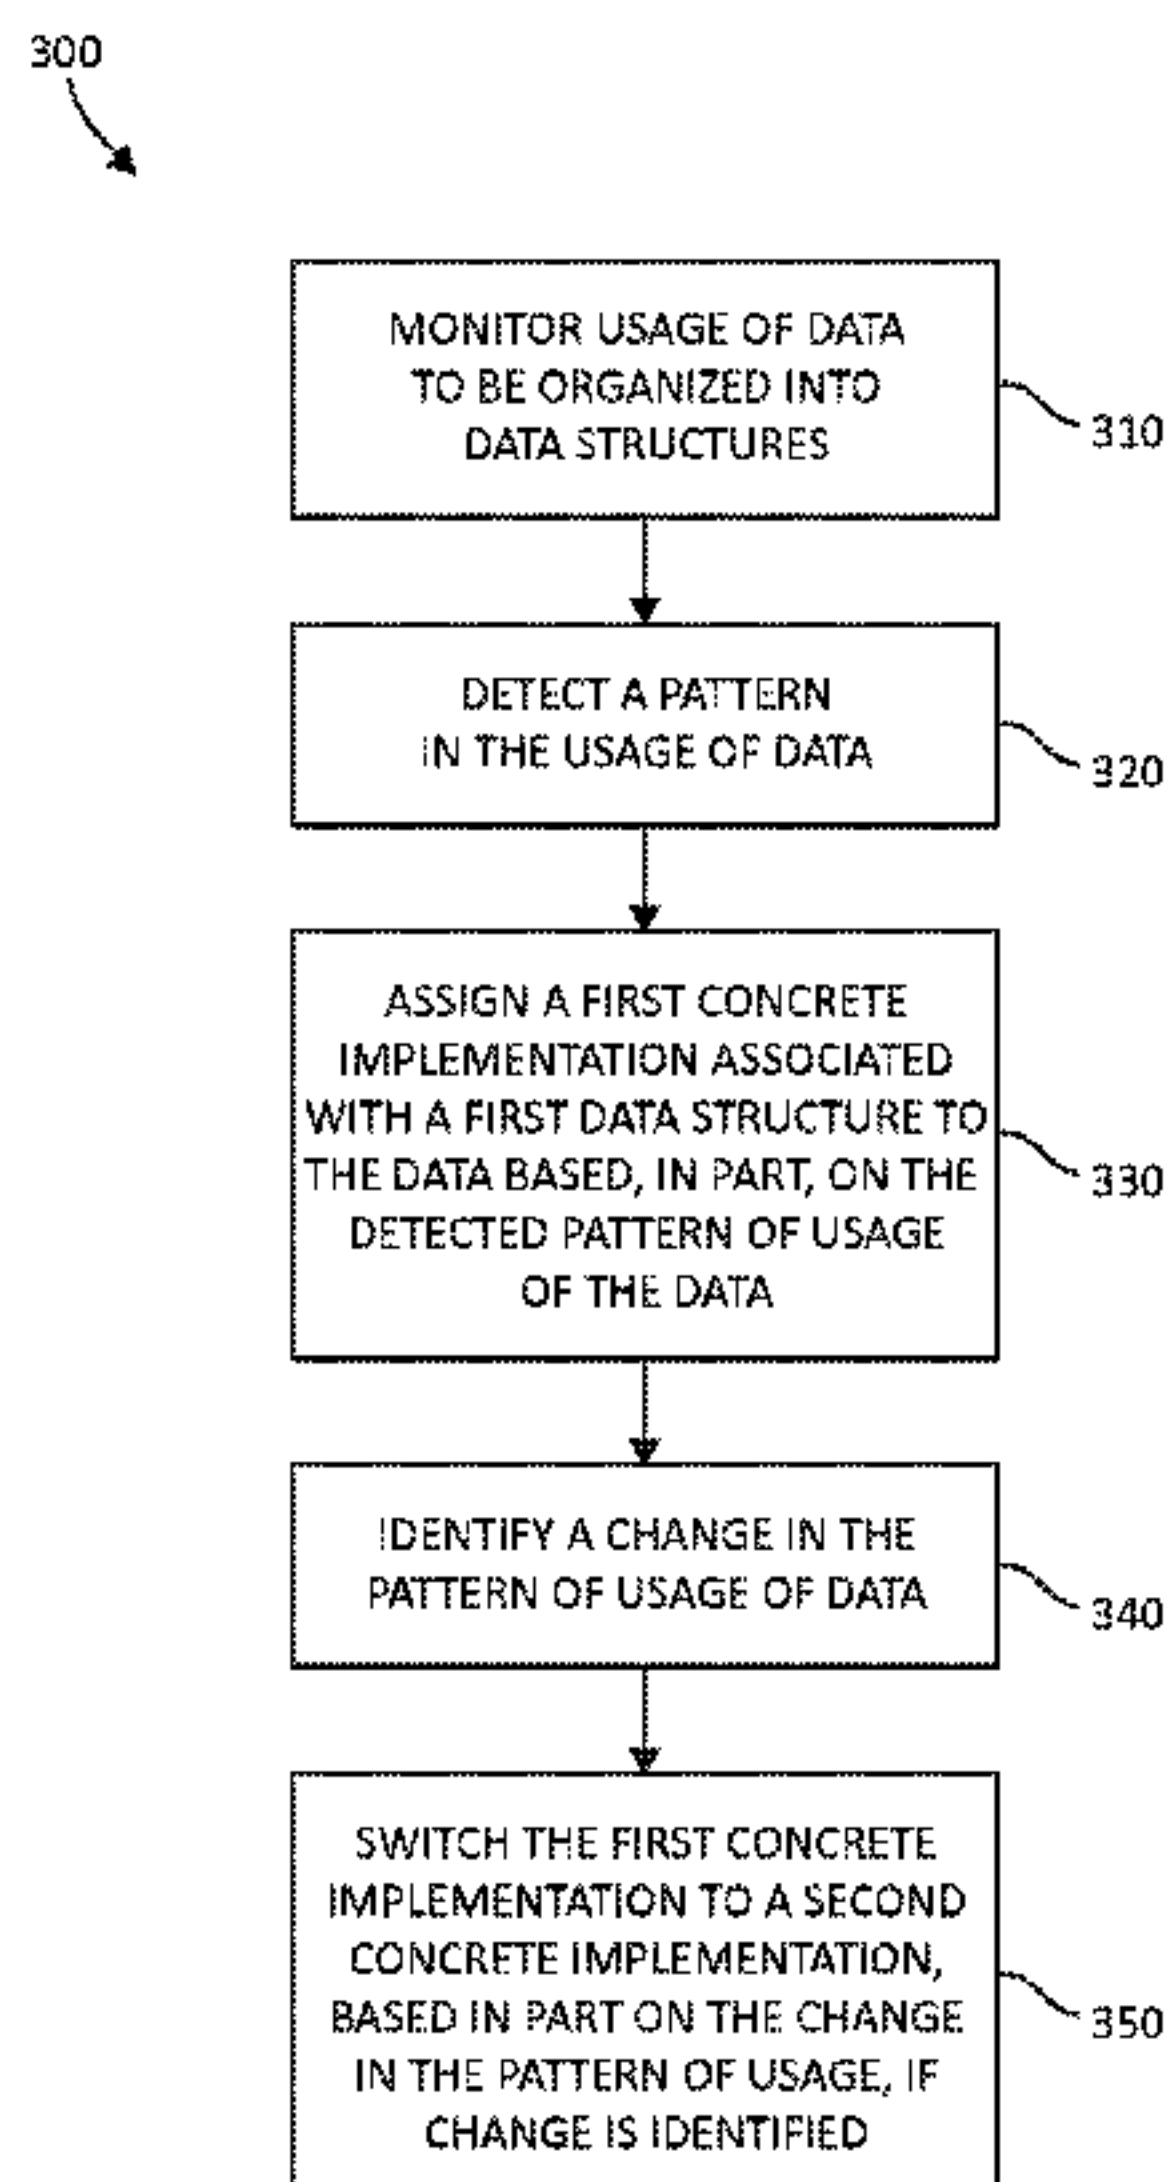 300
MONITOR USAGE OF DATA
TO BE ORGANIZED INTO
DATA STRUCTURES
310
DETECT A PATTERN
IN THE USAGE OF DATA
320
ASSIGN A FIRST CONCRETE
IMPLEMENTATION ASSOCIATED
WITH A FIRST DATA STRUCTURE TO
THE DATA BASED, IN PART, ON THE
DETECTED PATTERN OF USAGE
OF THE DATA
330
IDENTIFY A CHANGE IN THE
PATTERN OF USAGE OF DATA
340
SWITCH THE FIRST CONCRETE
IMPLEMENTATION TO A SECOND
CONCRETE IMPLEMENTATION,
BASED IN PART ON THE CHANGE
IN THE PATTERN OF USAGE, IF
CHANGE IS IDENTIFIED
350